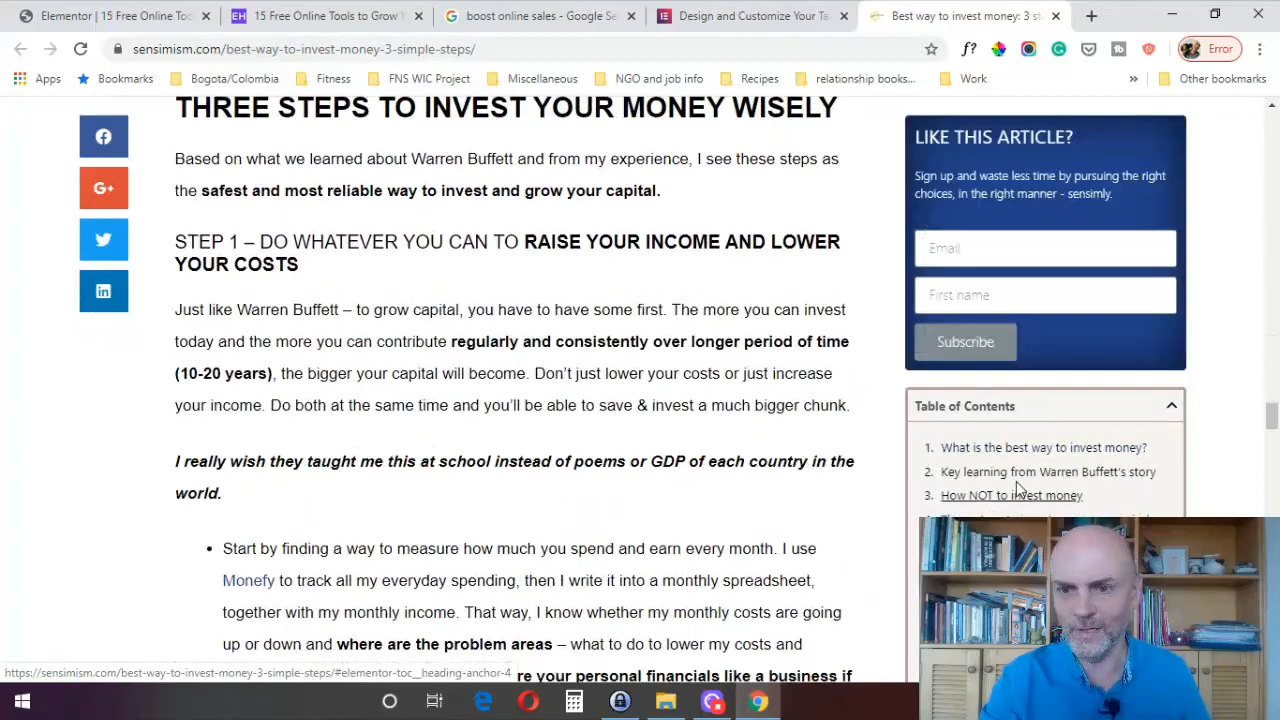 Elementor | 15 Free Online Toc
EH 15 Free Online Tools to Grow Y
boost online sales - Google Se
Design and Customize Your Ta
Best way to invest money: 3 st
sensimism.com/best-way-to-invest-money-3-simple-steps/
f?
Error
Apps
Bookmarks
Bogota/Colombia
Fitness
FNS WIC Project
Miscellaneous
NGO and job info
Recipes
relationship books...
Work
»
Other bookmarks
THREE STEPS TO INVEST YOUR MONEY WISELY
Based on what we learned about Warren Buffett and from my experience, I see these steps as
the safest and most reliable way to invest and grow your capital.
STEP 1 – DO WHATEVER YOU CAN TO RAISE YOUR INCOME AND LOWER
YOUR COSTS
Just like Warren Buffett – to grow capital, you have to have some first. The more you can invest
today and the more you can contribute regularly and consistently over longer period of time
(10-20 years), the bigger your capital will become. Don’t just lower your costs or just increase
your income. Do both at the same time and you’ll be able to save & invest a much bigger chunk.
I really wish they taught me this at school instead of poems or GDP of each country in the
world.
• Start by finding a way to measure how much you spend and earn every month. I use
Monefy to track all my everyday spending, then I write it into a monthly spreadsheet,
together with my monthly income. That way, I know whether my monthly costs are going
up or down and where are the problem areas – what to do to lower my costs and
re your personal financials like a business if
https://sensimism.com/best-way-to-invest-money-3-simple-steps/#elementor-toc__heading-anchor-2
LIKE THIS ARTICLE?
Sign up and waste less time by pursuing the right
choices, in the right manner - sensimly.
Email
First name
Subscribe
Table of Contents
1. What is the best way to invest money?
2. Key learning from Warren Buffett’s story
3. How NOT to invest money